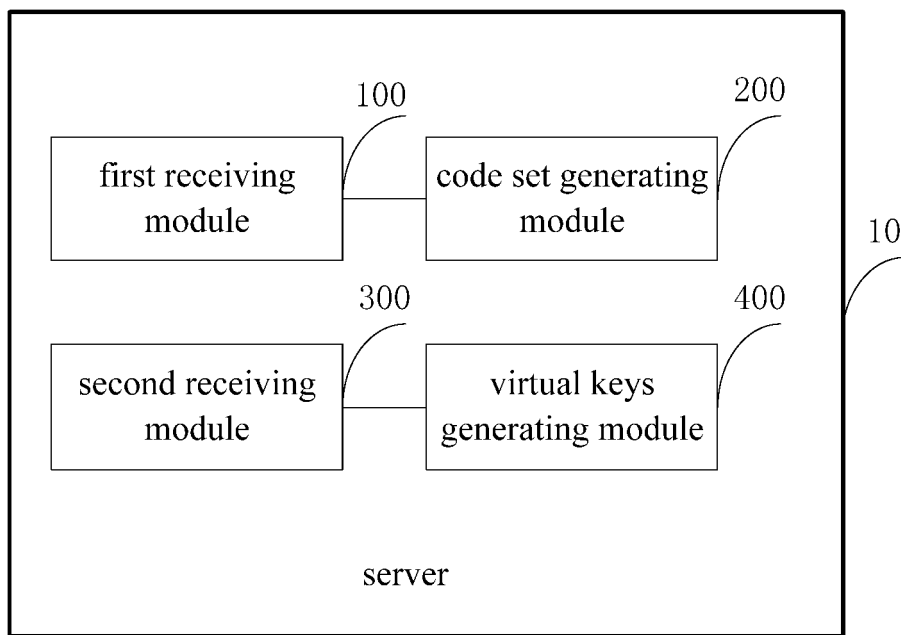 100
200
first receiving
module
code set generating
module
10
300
400
second receiving
module
virtual keys
generating module
server